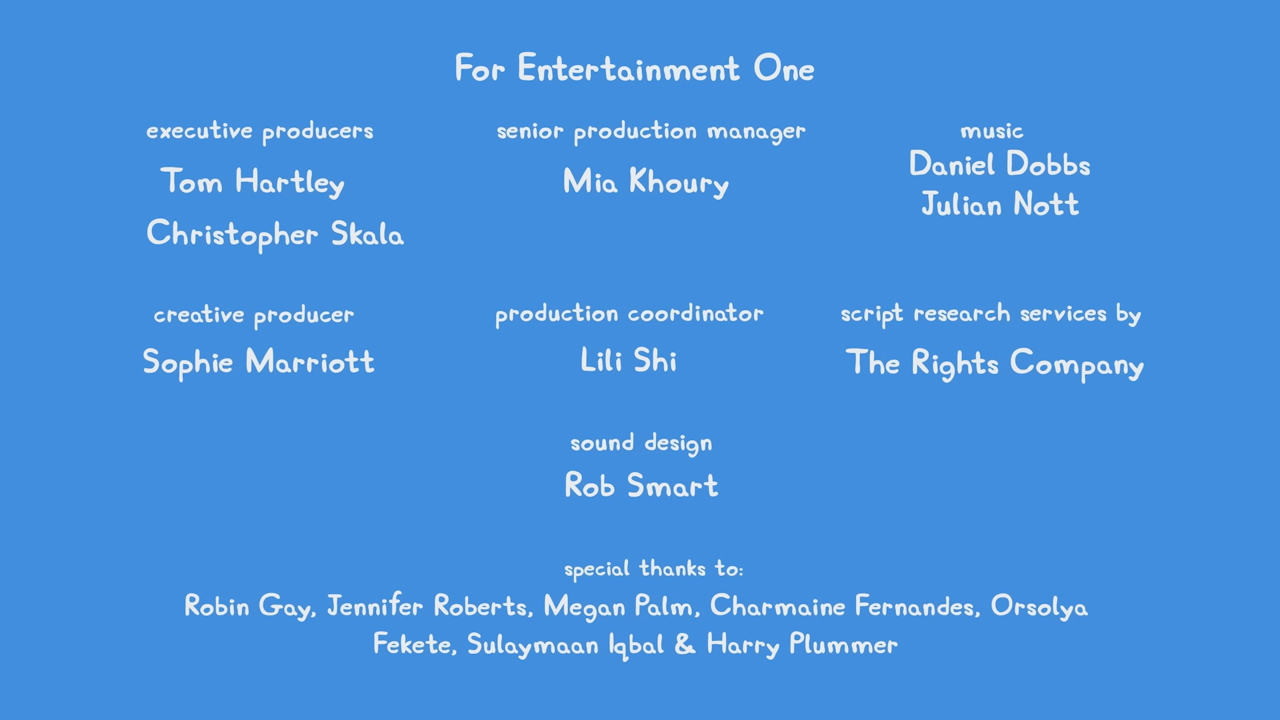 For Entertainment One
executive producers
Tom Hartley
Christopher Skala
senior production manager
Mia Khoury
music
Daniel Dobbs
Julian Nott
creative producer
Sophie Marriott
production coordinator
Lili Shi
script research services by
The Rights Company
sound design
Rob Smart
special thanks to:
Robin Gay, Jennifer Roberts, Megan Palm, Charmaine Fernandes, Orsolya
Fekete, Sulaymaan Iqbal & Harry Plummer